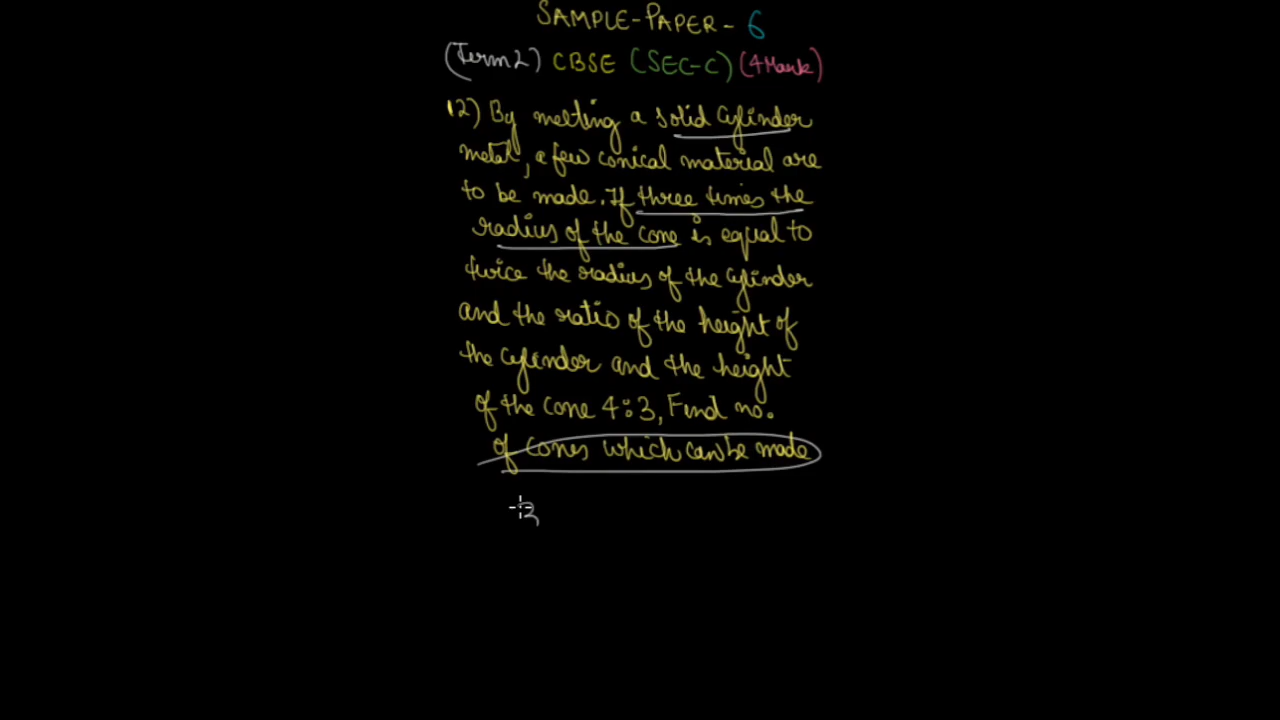 SAMPLE-PAPER- 6
(Term2) CBSE (SEC-C) (4Mark)
12) By melting a solid cylinder
metal, a few conical material are
to be made. If three times the
radius of the cone is equal to
twice the radius of the cylinder
and the ratio of the height of
the cylinder and the height
of the cone 4:3, Find no.
of cones which can be made
3